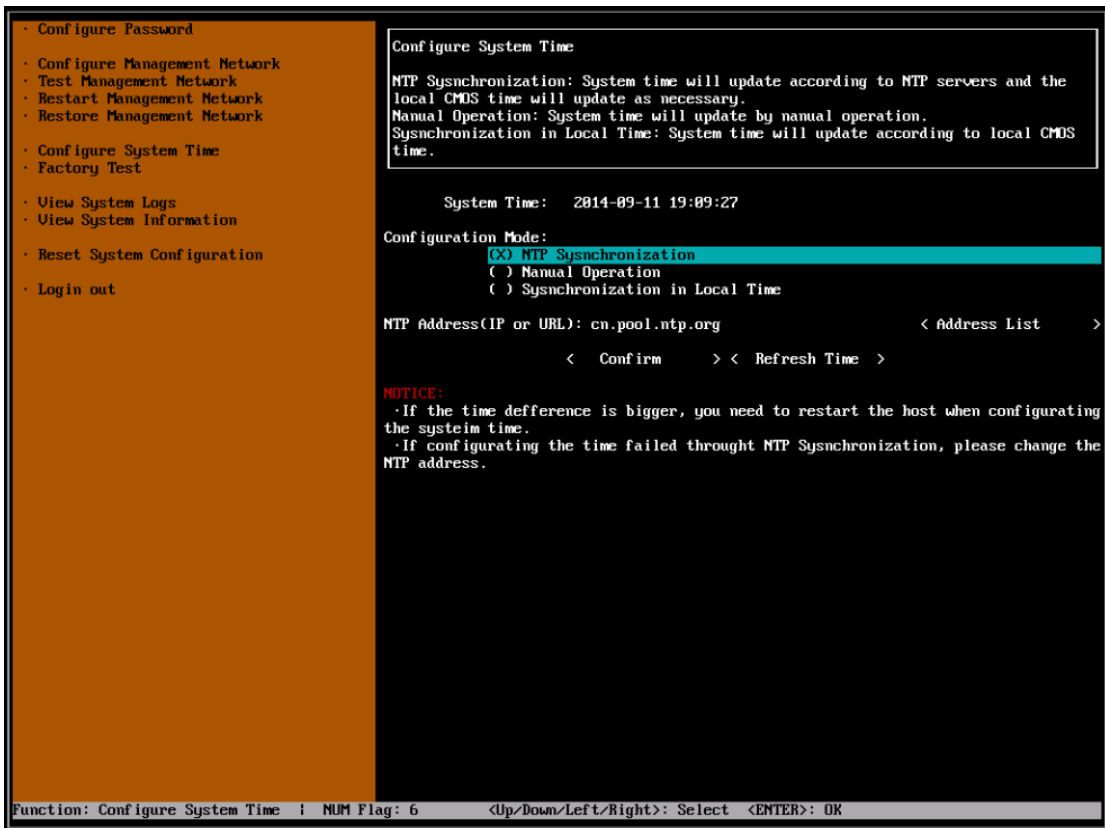 · Configure Password
· Configure Management Network
· Test Management Network
· Restart Management Network
· Restore Management Network
· Configure System Time
· Factory Test
· View System Logs
· View System Information
· Reset System Configuration
· Login out
Configure System Time
NTP Sysnchronization: System time will update according to NTP servers and the
local CMOS time will update as necessary.
Nanual Operation: System time will update by nanual operation.
Sysnchronization in Local Time: System time will update according to local CMOS
time.
System Time: 2014-09-11 19:09:27
Configuration Mode:
(X) NTP Sysnchronization
( ) Nanual Operation
( ) Sysnchronization in Local Time
NTP Address(IP or URL): cn.pool.ntp.org < Address List >
< Confirm > < Refresh Time >
NOTICE:
·If the time defference is bigger, you need to restart the host when configurating
the systeim time.
·If configurating the time failed throught NTP Sysnchronization, please change the
NTP address.
Function: Configure System Time | NUM Flag: 6 <Up/Down/Left/Right>: Select <ENTER>: OK